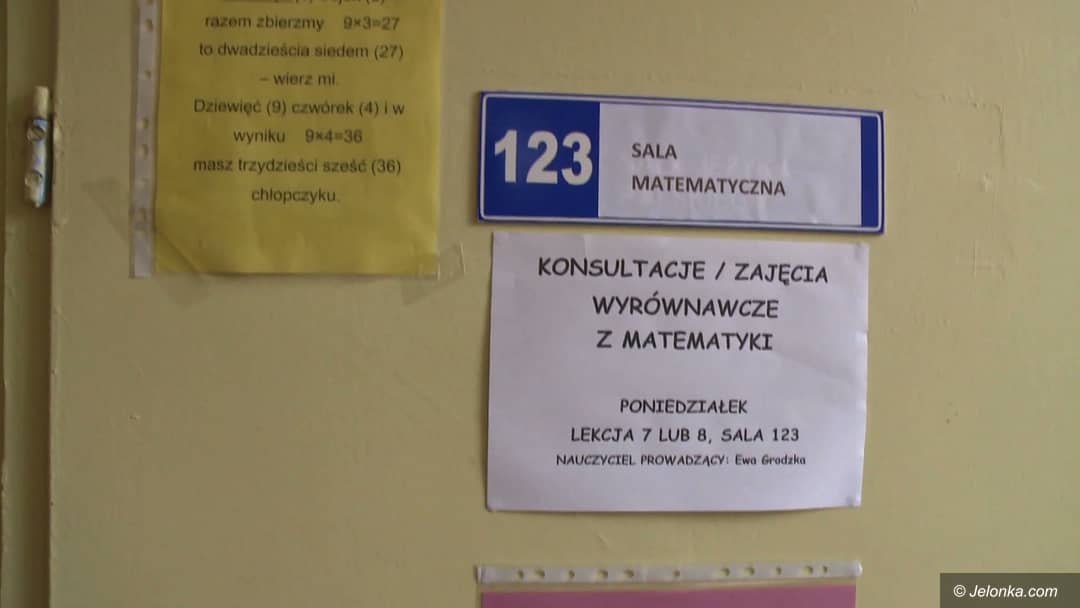 razem zbierzmy 9×3=27
to dwadzieścia siedem (27)
– wierz mi.
Dziewięć (9) czwórek (4) i w
wyniku 9×4=36
masz trzydzieści sześć (36)
chłopczyku.
123
SALA
MATEMATYCZNA
KONSULTACJE / ZAJĘCIA
WYRÓWNAWCZE
Z MATEMATYKI
PONIEDZIAŁEK
LEKCJA 7 LUB 8, SALA 123
NAUCZYCIEL PROWADZĄCY: Ewa Grodzka
© Jelonka.com